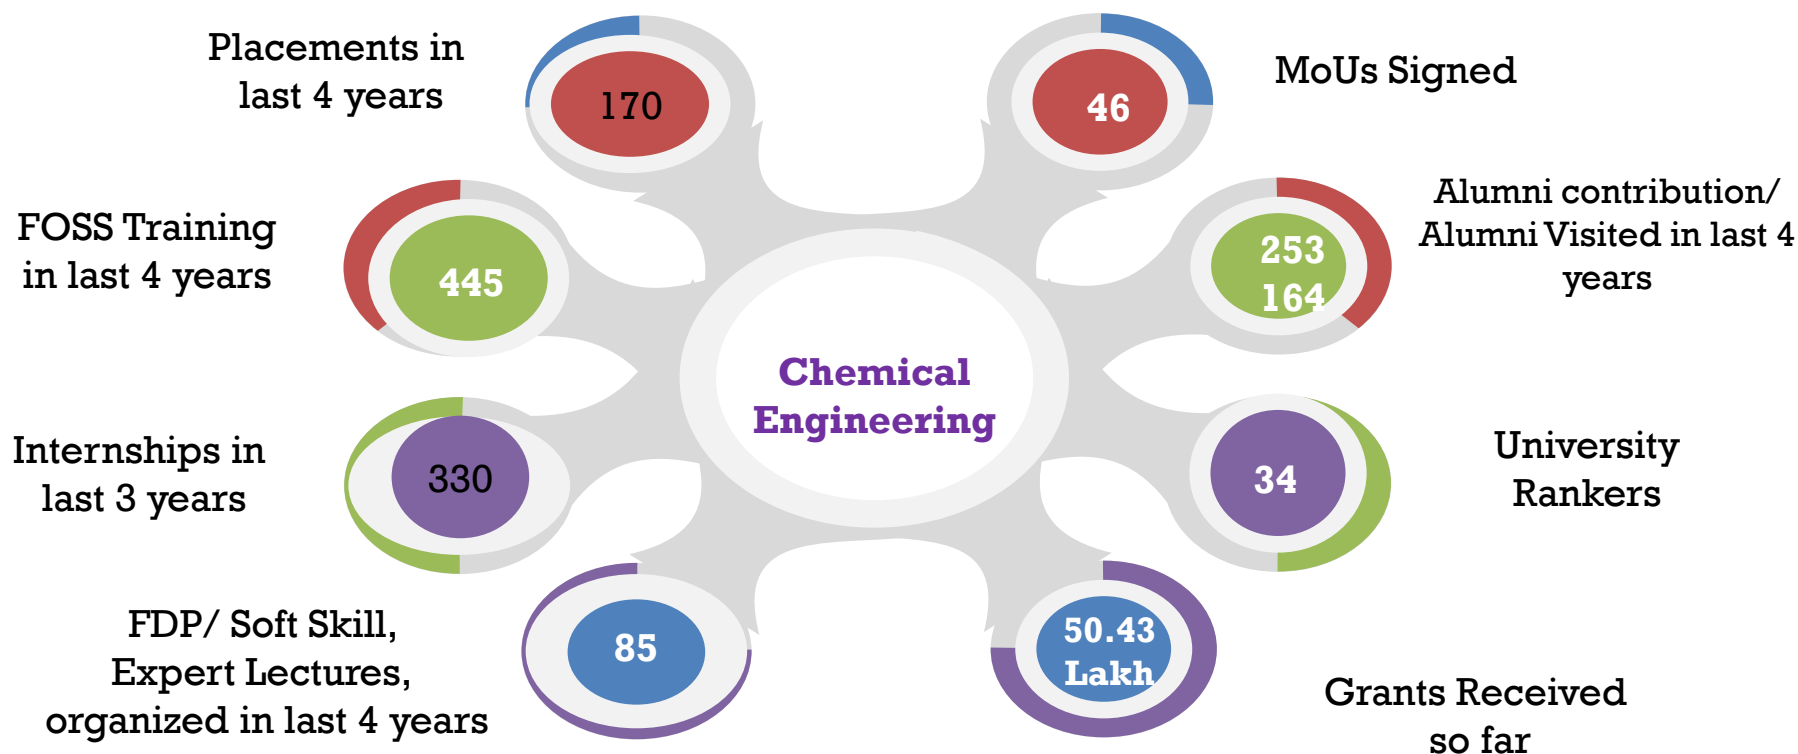 Placements in
last 4 years
170
46
MoUs Signed
FOSS Training
in last 4 years
445
253
164
Alumni contribution/
Alumni Visited in last 4
years
Chemical
Engineering
Internships in
last 3 years
330
34
University
Rankers
FDP/ Soft Skill,
Expert Lectures,
organized in last 4 years
85
50.43
Lakh
Grants Received
so far